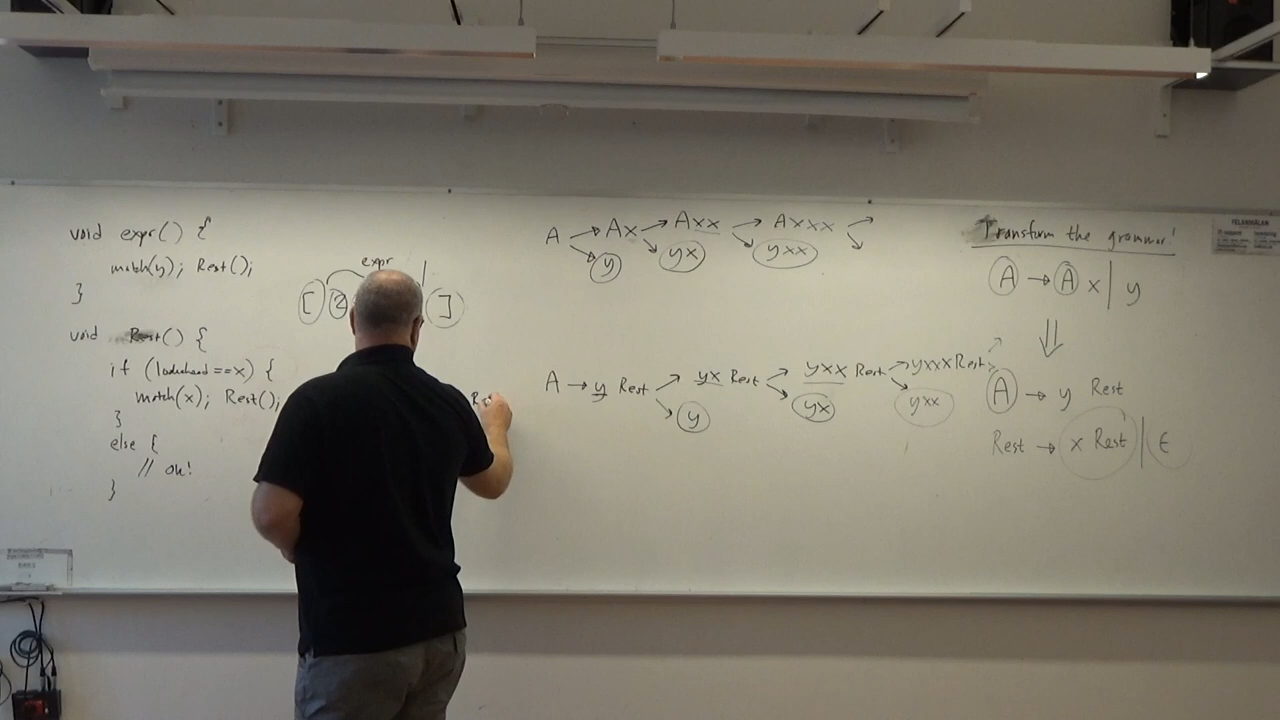 void expr() {
match(y); Rest();
}
void Rest() {
if (lookahead==x) {
match(x); Rest();
}
else {
// ok!
}
expr
[ 2 ]
A → Ax → Axx → Axxx
y yx yxx
A → y Rest → yx Rest → yxx Rest → yxxx Rest
y yx yxx
Transform the grammar!
A → A x | y
⇓
A → y Rest
Rest → x Rest | ε